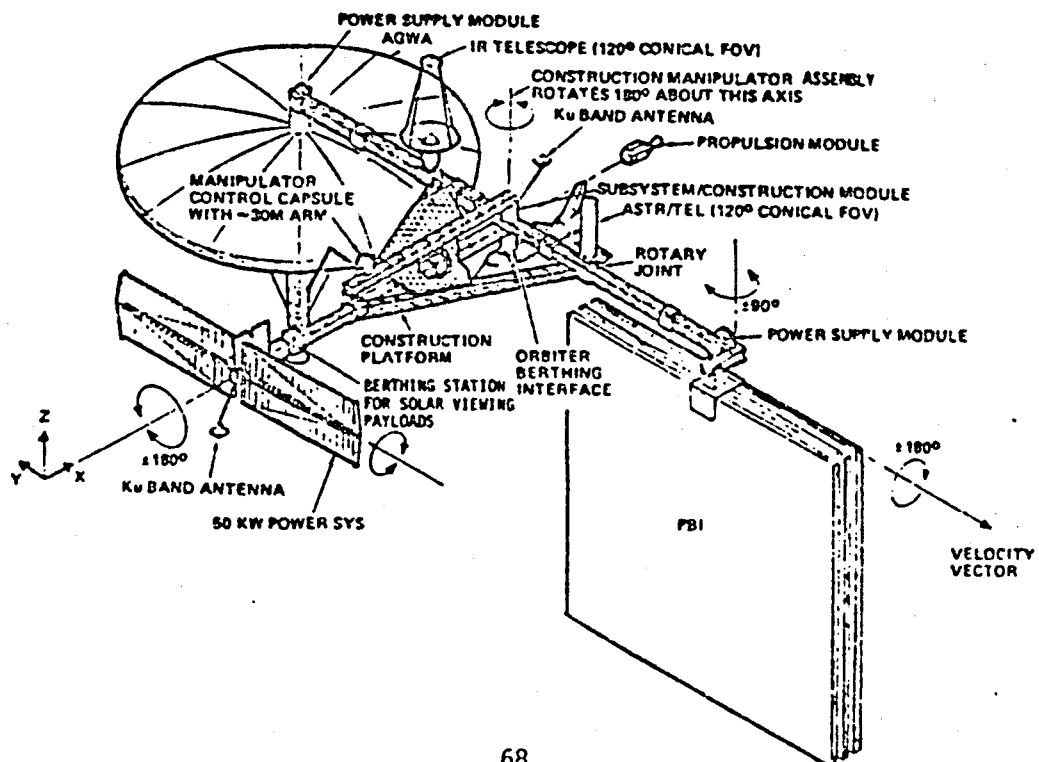 POWER SUPPLY MODULE
AGWA
IR TELESCOPE (120° CONICAL FOV)
CONSTRUCTION MANIPULATOR ASSEMBLY
ROTATES 180° ABOUT THIS AXIS
Ku BAND ANTENNA
PROPULSION MODULE
MANIPULATOR
CONTROL CAPSULE
WITH ~30M ARM
SUBSYSTEM/CONSTRUCTION MODULE
ASTR/TEL (120° CONICAL FOV)
ROTARY
JOINT
±90°
POWER SUPPLY MODULE
CONSTRUCTION
PLATFORM
ORBITER
BERTHING
INTERFACE
BERTHING STATION
FOR SOLAR VIEWING
PAYLOADS
Z
Y
X
±180°
Ku BAND ANTENNA
50 KW POWER SYS
±180°
PBI
VELOCITY
VECTOR
68